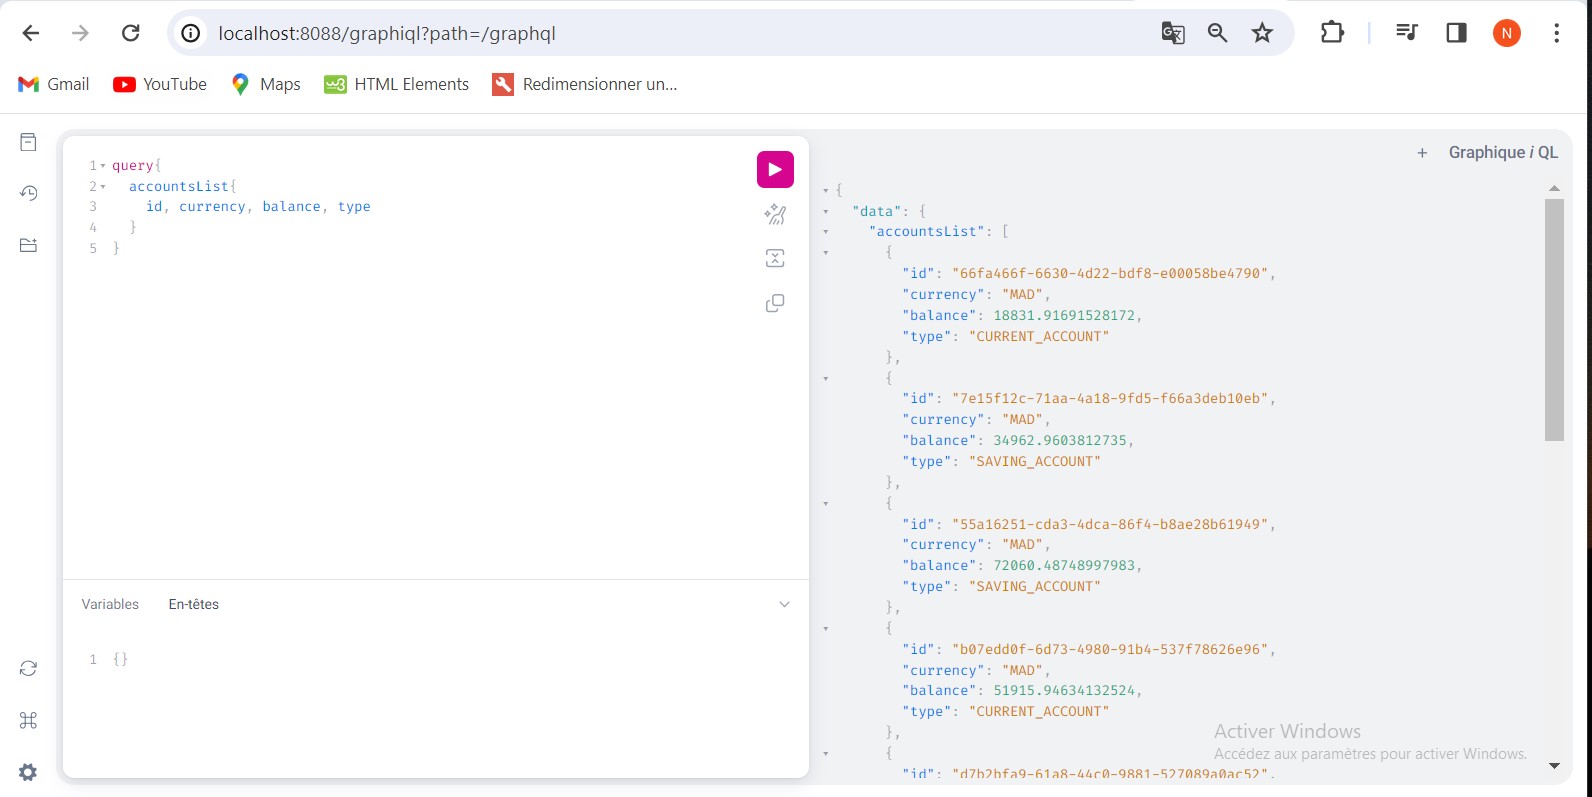 localhost:8088/graphiql?path=/graphql
N
Gmail YouTube Maps HTML Elements Redimensionner un...
1 query{
2 accountsList{
3 id, currency, balance, type
4 }
5 }
Variables En-têtes
1 {}
+ Graphique i QL
{
"data": {
"accountsList": [
{
"id": "66fa466f-6630-4d22-bdf8-e00058be4790",
"currency": "MAD",
"balance": 18831.91691528172,
"type": "CURRENT_ACCOUNT"
},
{
"id": "7e15f12c-71aa-4a18-9fd5-f66a3deb10eb",
"currency": "MAD",
"balance": 34962.9603812735,
"type": "SAVING_ACCOUNT"
},
{
"id": "55a16251-cda3-4dca-86f4-b8ae28b61949",
"currency": "MAD",
"balance": 72060.48748997983,
"type": "SAVING_ACCOUNT"
},
{
"id": "b07edd0f-6d73-4980-91b4-537f78626e96",
"currency": "MAD",
"balance": 51915.94634132524,
"type": "CURRENT_ACCOUNT"
},
{
"id": "d7b2bfa9-61a8-44c0-9881-527089a0ac52",
Activer Windows
Accédez aux paramètres pour activer Windows.